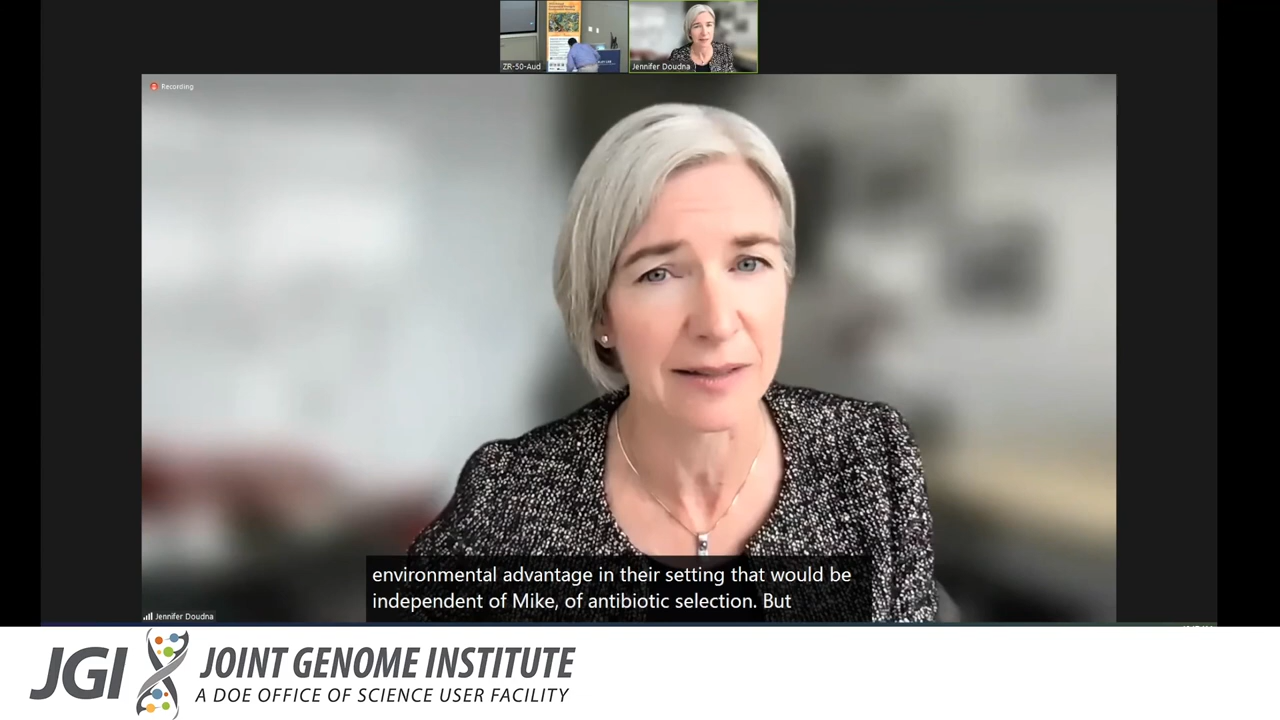 ZR-50-Aud
Jennifer Doudna
Recording
environmental advantage in their setting that would be
independent of Mike, of antibiotic selection. But
Jennifer Doudna
JGI
JOINT GENOME INSTITUTE
A DOE OFFICE OF SCIENCE USER FACILITY